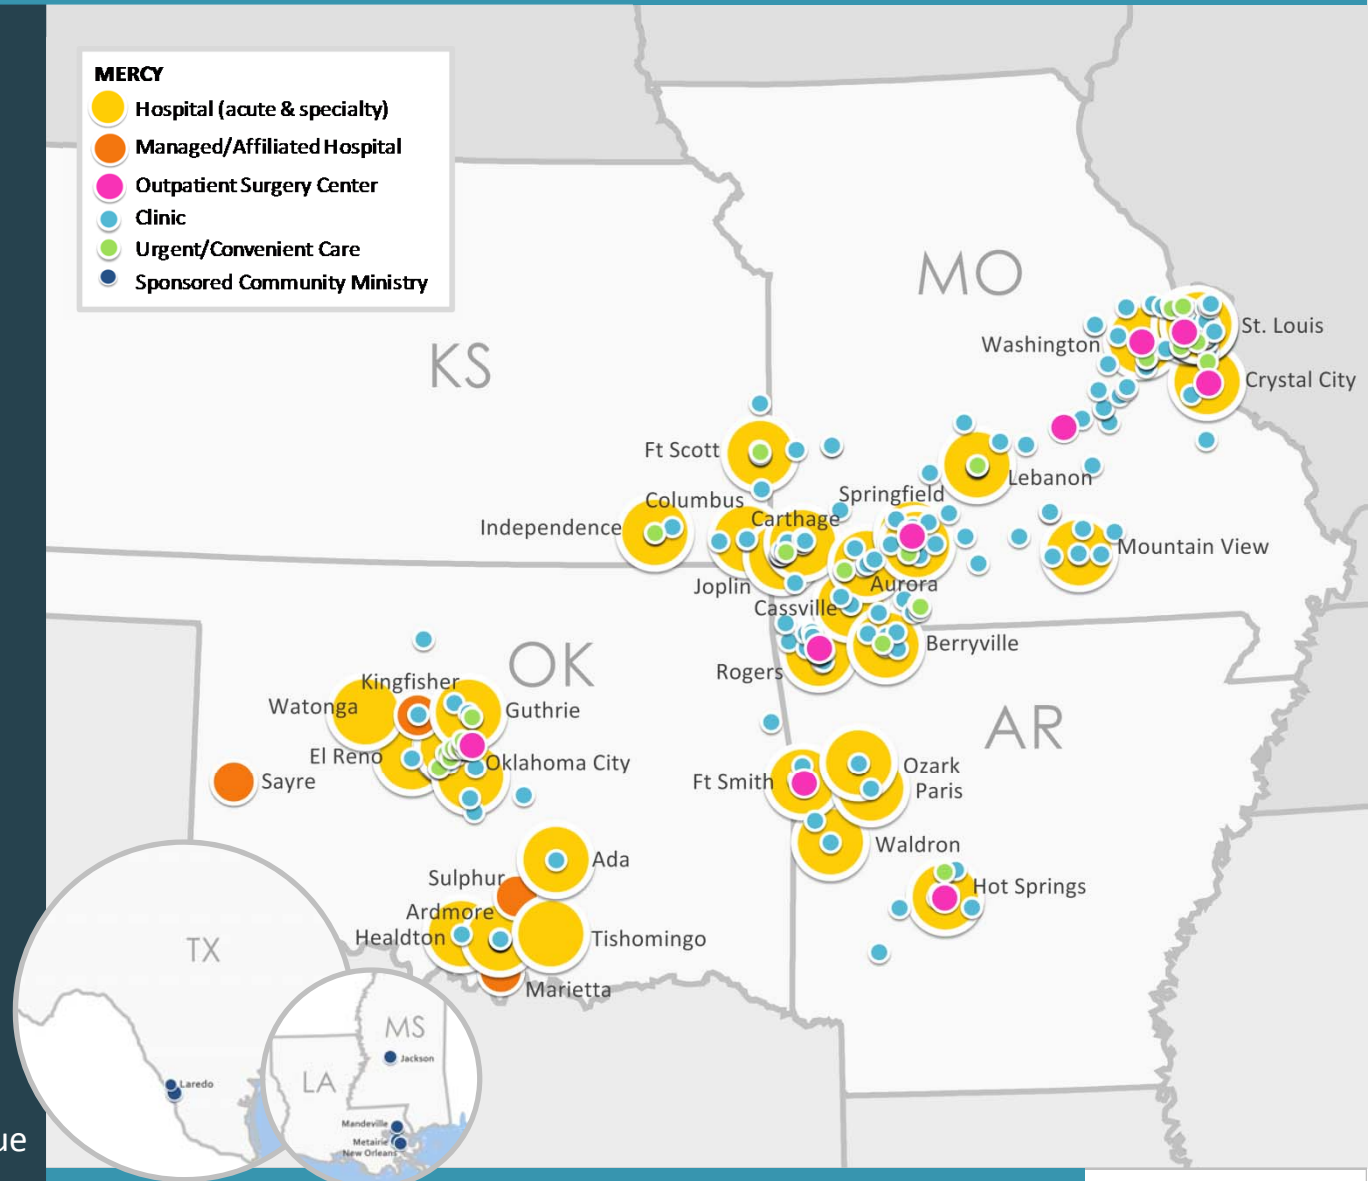 MERCY
Hospital (acute & specialty)
Managed/Affiliated Hospital
Outpatient Surgery Center
Clinic
Urgent/Convenient Care
Sponsored Community Ministry
MO
KS
St. Louis
Washington
Crystal City
Ft Scott
Lebanon
Columbus
Springfield
Carthage
Independence
Mountain View
Joplin
Aurora
Cassville
Berryville
Rogers
OK
Kingfisher
Watonga
Guthrie
AR
El Reno
Oklahoma City
Sayre
Ft Smith
Ozark
Paris
Waldron
Ada
Sulphur
Hot Springs
Ardmore
Healdton
Tishomingo
Marietta
TX
Laredo
MS
Jackson
LA
Mandeville
Metairie
New Orleans
ue